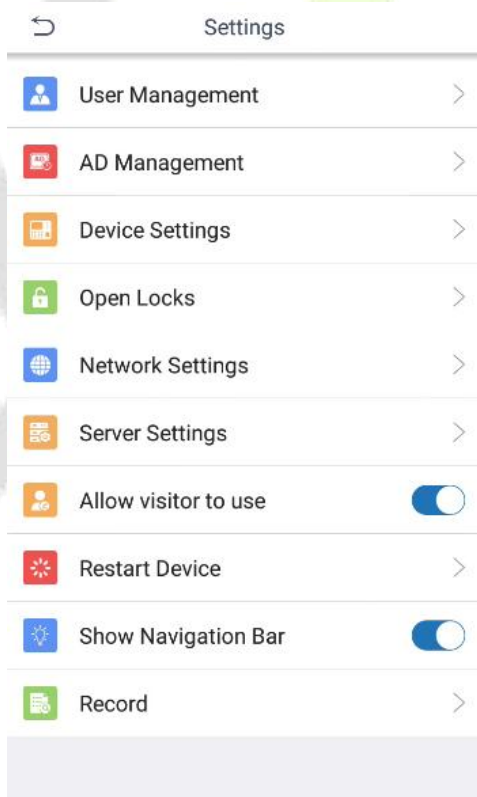 Settings
User Management
AD Management
Device Settings
Open Locks
Network Settings
Server Settings
Allow visitor to use
Restart Device
Show Navigation Bar
Record